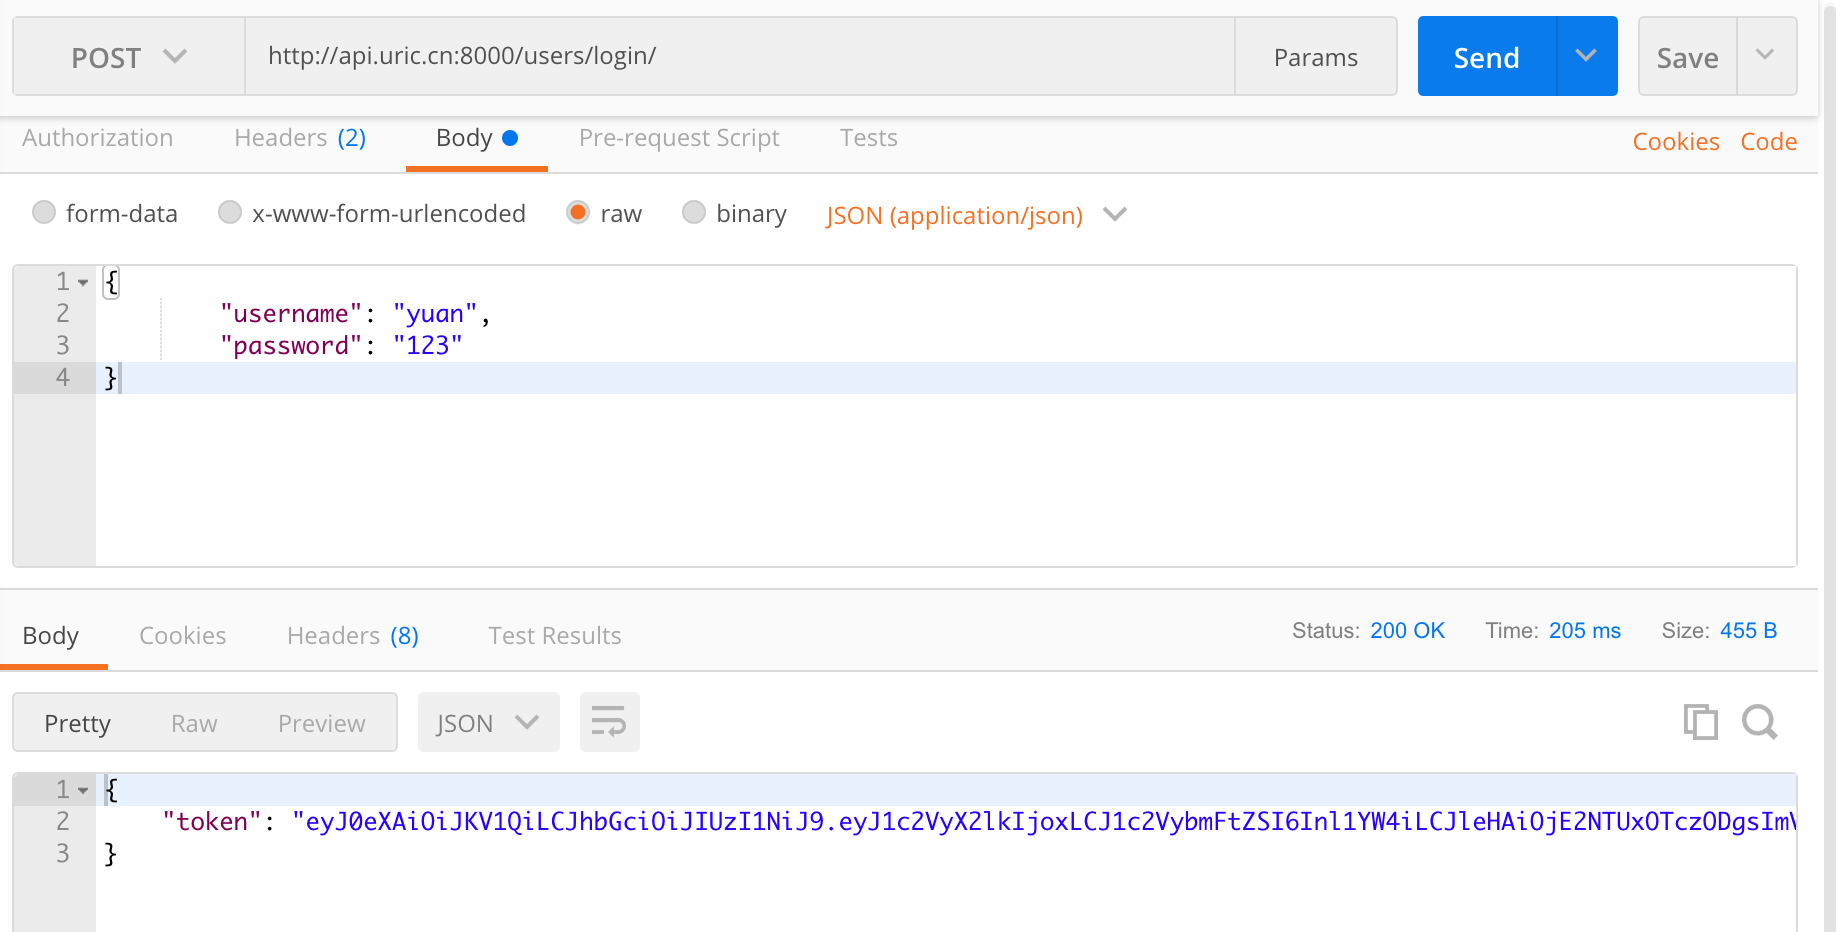 POST http://api.uric.cn:8000/users/login/ Params Send Save
Authorization Headers (2) Body Pre-request Script Tests Cookies Code
form-data x-www-form-urlencoded raw binary JSON (application/json)
1 {
2 "username": "yuan",
3 "password": "123"
4 }
Body Cookies Headers (8) Test Results Status: 200 OK Time: 205 ms Size: 455 B
Pretty Raw Preview JSON
1 {
2 "token": "eyJ0eXAiOiJKV1QiLCJhbGciOiJIUzI1NiJ9.eyJ1c2VyX2lkIjoxLCJ1c2VybmFtZSI6Inl1YW4iLCJleHAiOjE2NTUxOTczODgsImV
3 }